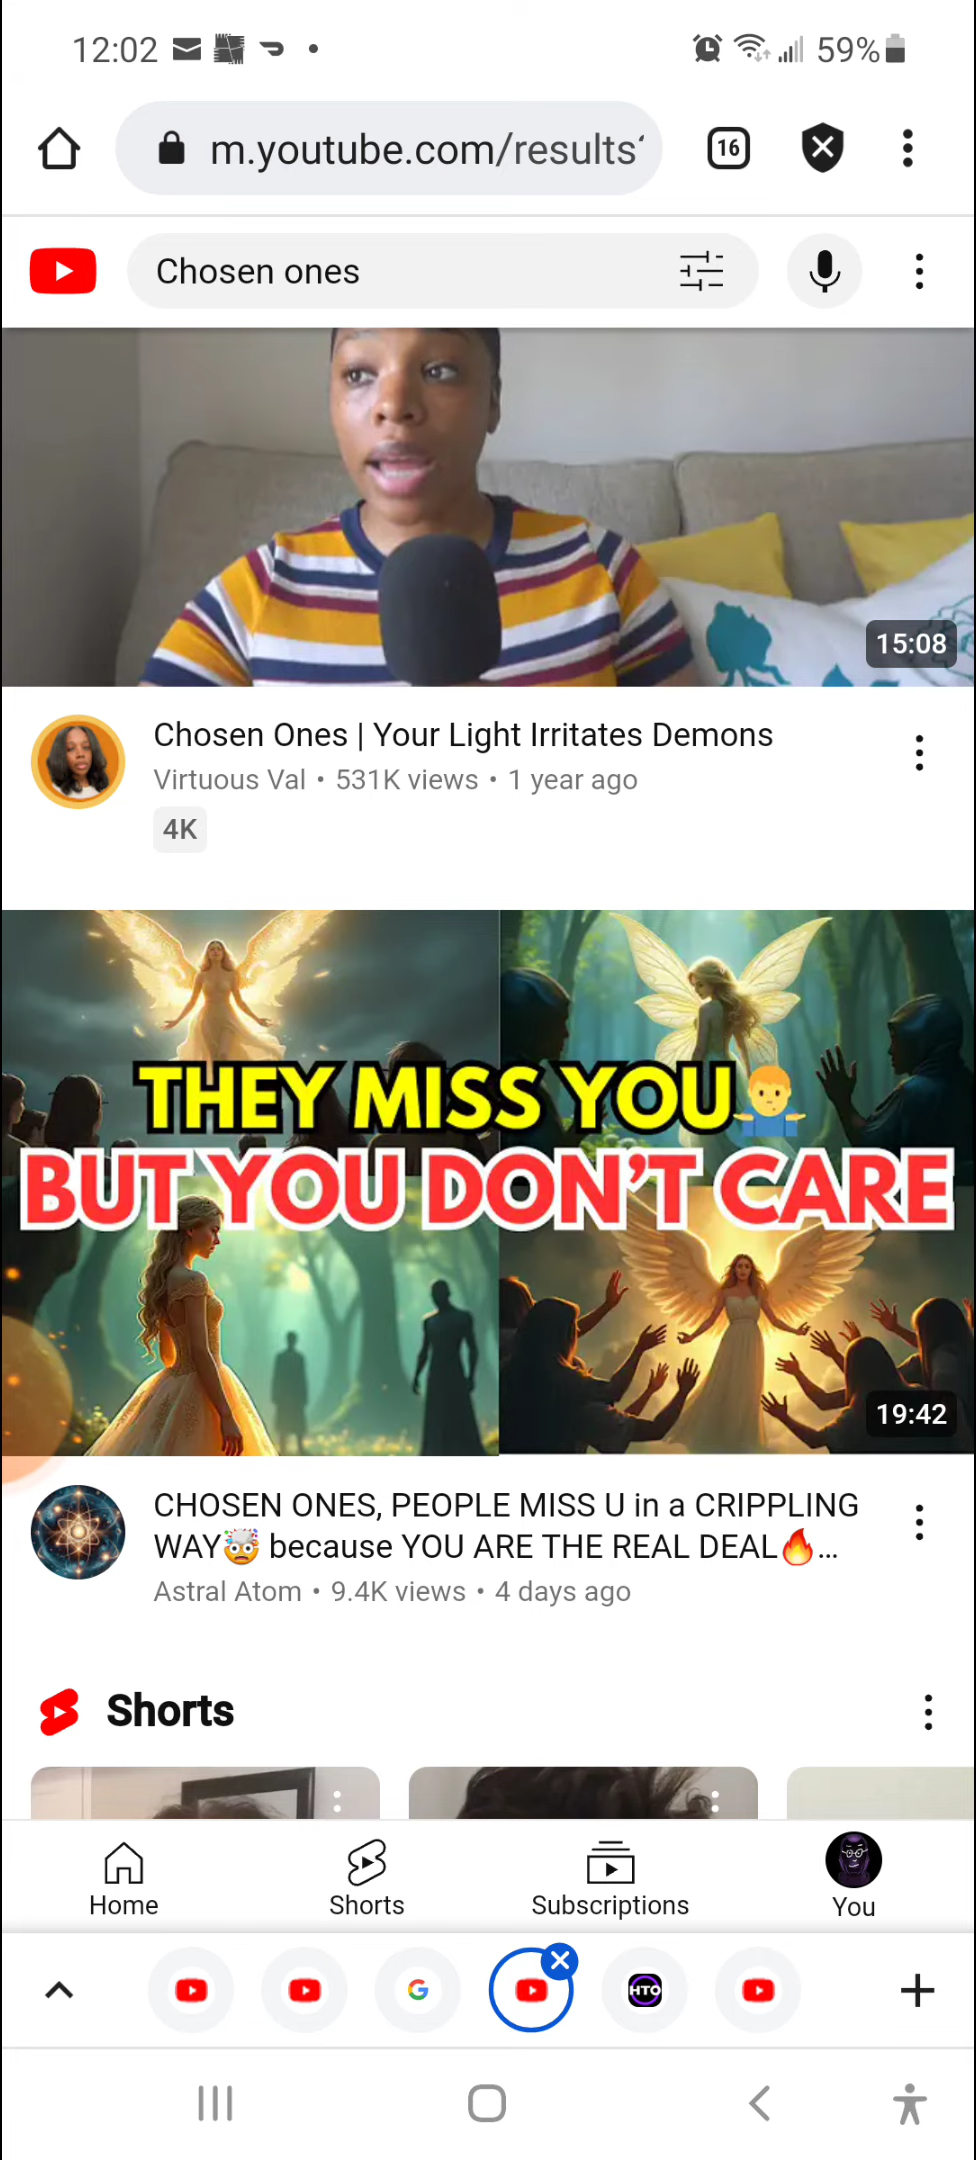 12:02
59%
m.youtube.com/results
16
Chosen ones
15:08
Chosen Ones | Your Light Irritates Demons
Virtuous Val • 531K views • 1 year ago
4K
THEY MISS YOU🤷‍♂️
BUT YOU DON'T CARE
19:42
CHOSEN ONES, PEOPLE MISS U in a CRIPPLING
WAY🤯 because YOU ARE THE REAL DEAL🔥...
Astral Atom • 9.4K views • 4 days ago
Shorts
Home
Shorts
Subscriptions
You
G
HTO